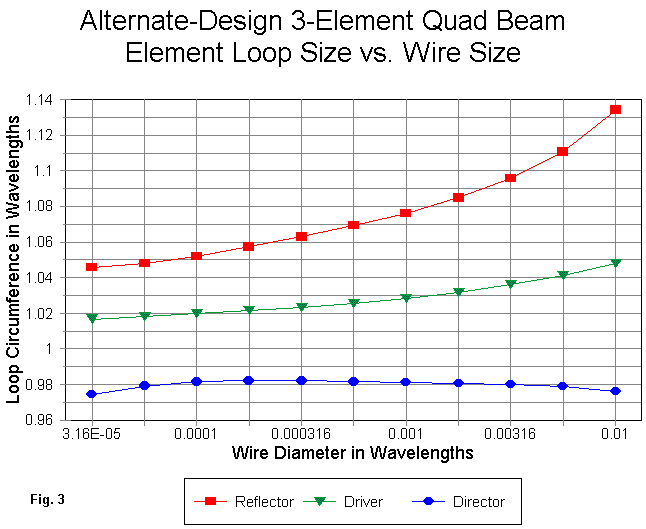 Alternate-Design 3-Element Quad Beam
Element Loop Size vs. Wire Size
Loop Circumference in Wavelengths
1.14
1.12
1.1
1.08
1.06
1.04
1.02
1
0.98
0.96
3.16E-05 0.0001 0.000316 0.001 0.00316 0.01
Wire Diameter in Wavelengths
Fig. 3
Reflector Driver Director